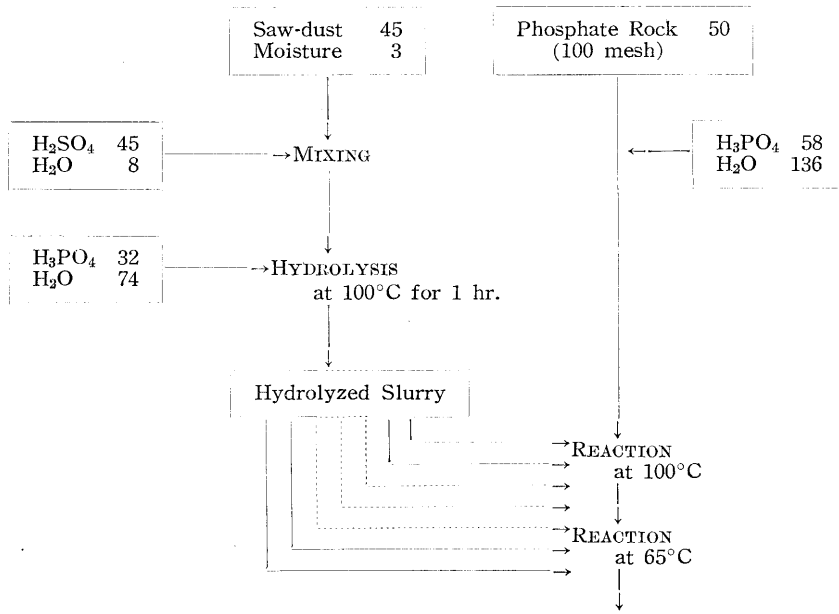 Saw-dust 45
Moisture 3
Phosphate Rock 50
(100 mesh)
H₂SO₄ 45
H₂O 8
MIXING
H₃PO₄ 58
H₂O 136
H₃PO₄ 32
H₂O 74
HYDROLYSIS
at 100°C for 1 hr.
Hydrolyzed Slurry
REACTION
at 100°C
REACTION
at 65°C